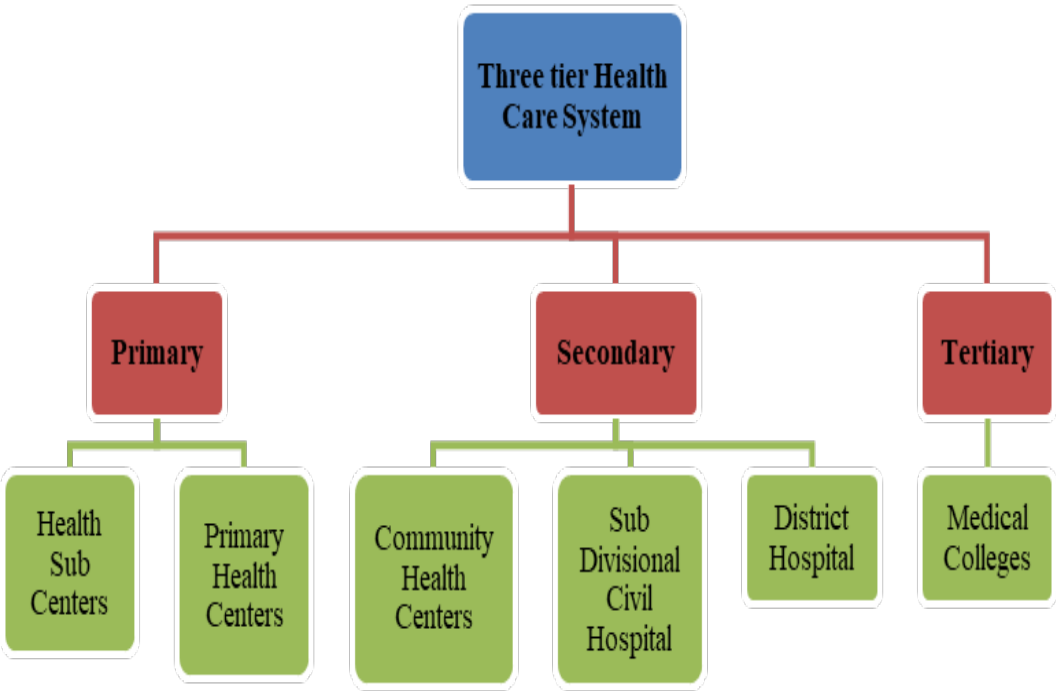 Three tier Health
Care System
Primary
Secondary
Tertiary
Health
Sub
Centers
Primary
Health
Centers
Community
Health
Centers
Sub
Divisional
Civil
Hospital
District
Hospital
Medical
Colleges